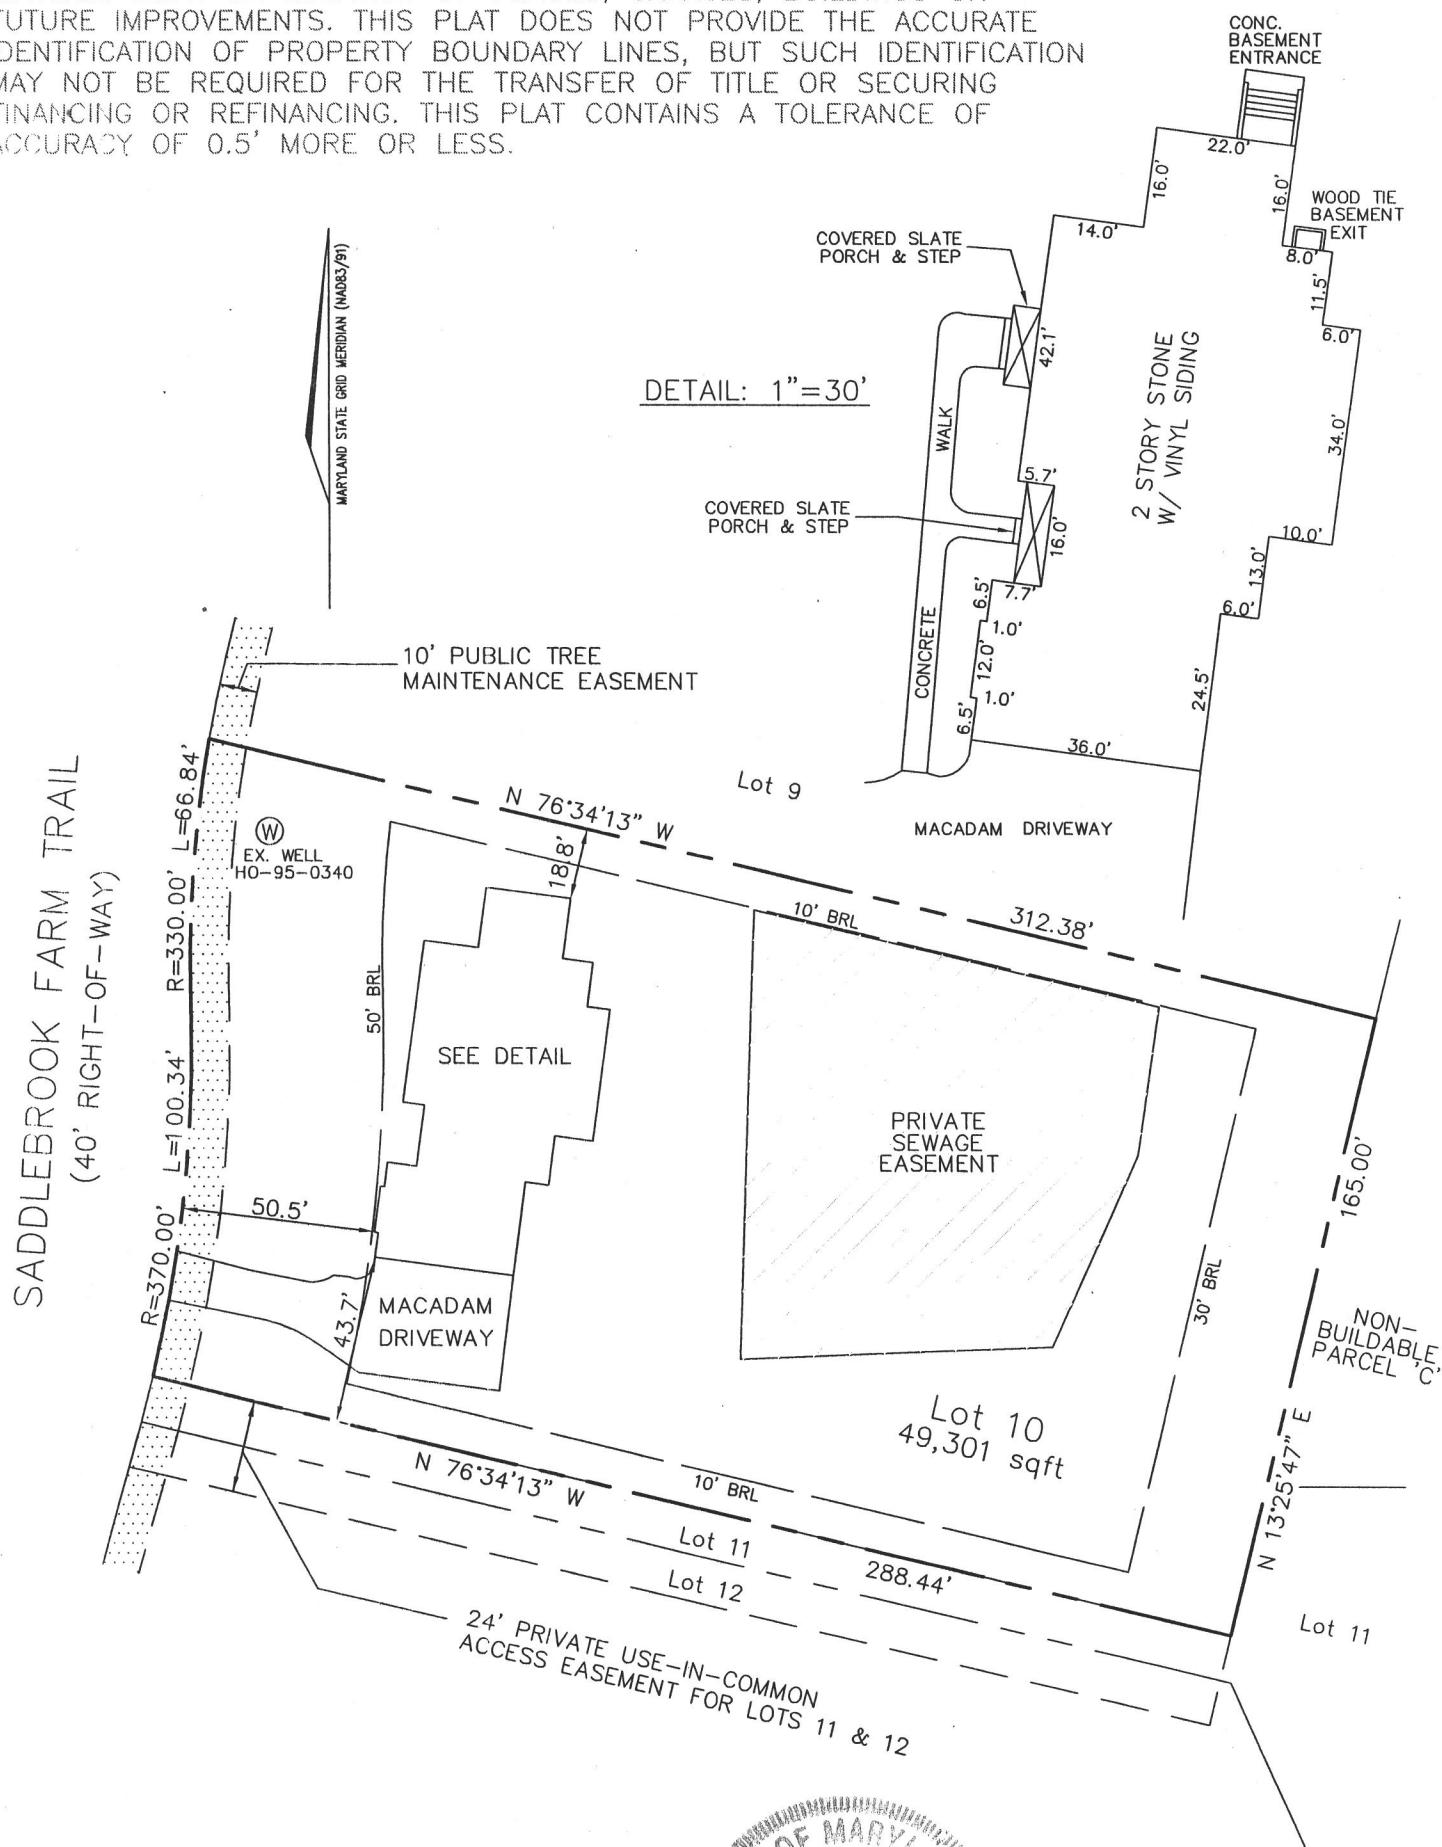 FUTURE IMPROVEMENTS. THIS PLAT DOES NOT PROVIDE THE ACCURATE
IDENTIFICATION OF PROPERTY BOUNDARY LINES, BUT SUCH IDENTIFICATION
MAY NOT BE REQUIRED FOR THE TRANSFER OF TITLE OR SECURING
FINANCING OR REFINANCING. THIS PLAT CONTAINS A TOLERANCE OF
ACCURACY OF 0.5' MORE OR LESS.
CONC.
BASEMENT
ENTRANCE
22.0'
16.0'
16.0'
WOOD TIE
BASEMENT
EXIT
8.0'
14.0'
COVERED SLATE
PORCH & STEP
11.5'
6.0'
42.1'
MARYLAND STATE GRID MERIDIAN (NAD83/91)
DETAIL: 1"=30'
2 STORY STONE
W/ VINYL SIDING
34.0'
WALK
5.7'
COVERED SLATE
PORCH & STEP
16.0'
10.0'
13.0'
7.7'
6.5'
6.0'
1.0'
12.0'
CONCRETE
1.0'
6.5'
24.5'
36.0'
10' PUBLIC TREE
MAINTENANCE EASEMENT
Lot 9
MACADAM DRIVEWAY
SADDLEBROOK FARM TRAIL
(40' RIGHT-OF-WAY)
L=66.84'
R=330.00'
L=100.34'
R=370.00'
W
EX. WELL
HO-95-0340
N 76°34'13" W
312.38'
18.8'
10' BRL
50' BRL
SEE DETAIL
PRIVATE
SEWAGE
EASEMENT
165.00'
50.5'
30' BRL
43.7'
MACADAM
DRIVEWAY
NON-
BUILDABLE
PARCEL 'C'
Lot 10
49,301 sqft
N 13°25'47" E
N 76°34'13" W
10' BRL
Lot 11
288.44'
Lot 12
Lot 11
24' PRIVATE USE-IN-COMMON
ACCESS EASEMENT FOR LOTS 11 & 12
OF MARYL